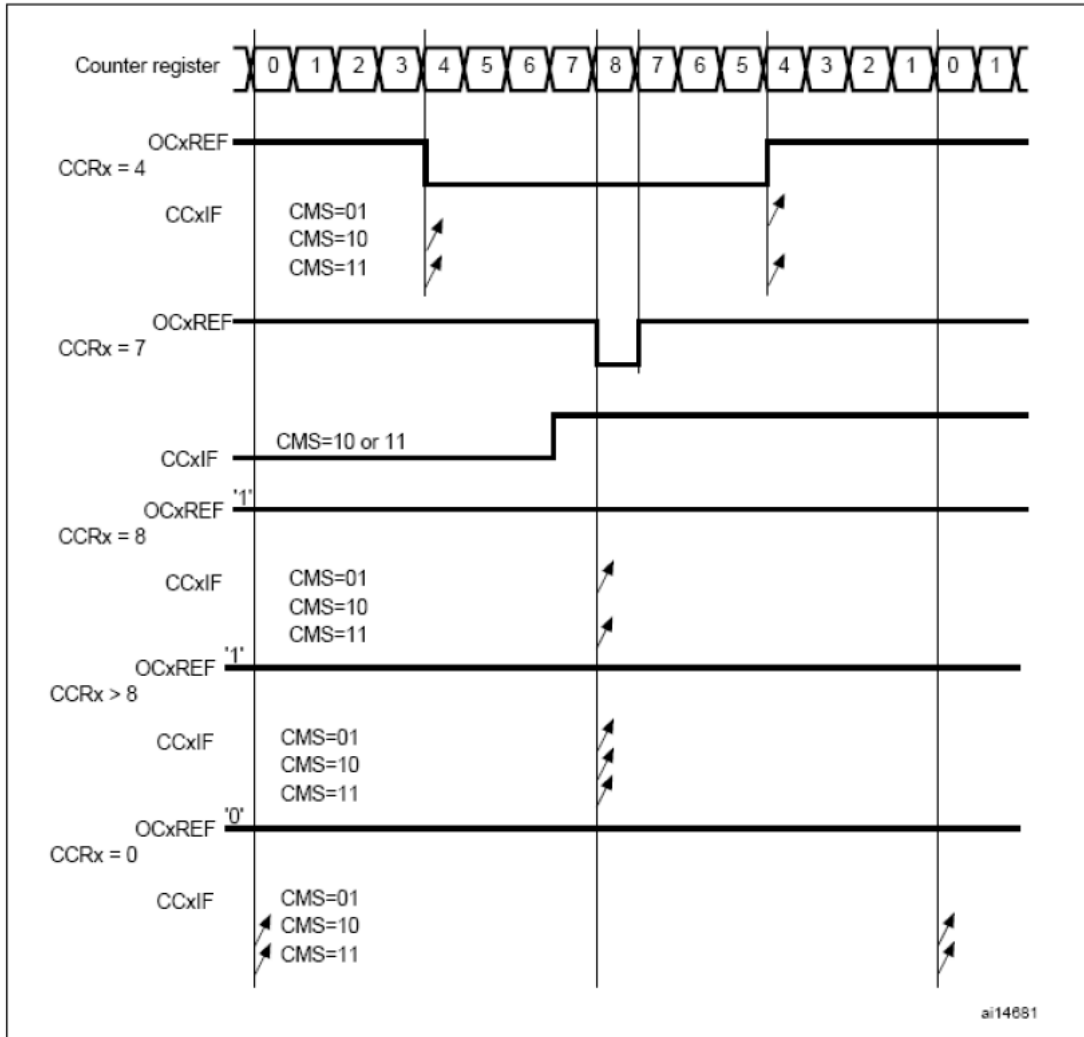 Counter register 0 1 2 3 4 5 6 7 8 7 6 5 4 3 2 1 0 1
OCxREF
CCRx = 4
CCxIF
CMS=01
CMS=10
CMS=11
OCxREF
CCRx = 7
CMS=10 or 11
CCxIF
OCxREF '1'
CCRx = 8
CCxIF
CMS=01
CMS=10
CMS=11
OCxREF '1'
CCRx > 8
CCxIF
CMS=01
CMS=10
CMS=11
OCxREF '0'
CCRx = 0
CCxIF
CMS=01
CMS=10
CMS=11
ai14681